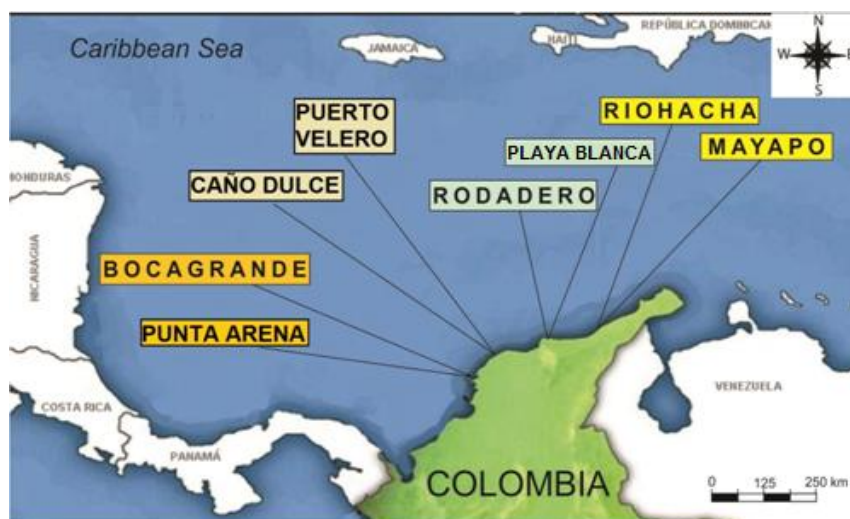 Caribbean Sea
JAMAICA
HAITI
REPÚBLICA DOMINICAN
N
W
E
S
PUERTO
VELERO
RIOHACHA
PLAYA BLANCA
MAYAPO
HONDURAS
CAÑO DULCE
RODADERO
NICARAGUA
BOCAGRANDE
PUNTA ARENA
VENEZUELA
COSTA RICA
PANAMÁ
COLOMBIA
0 125 250 km